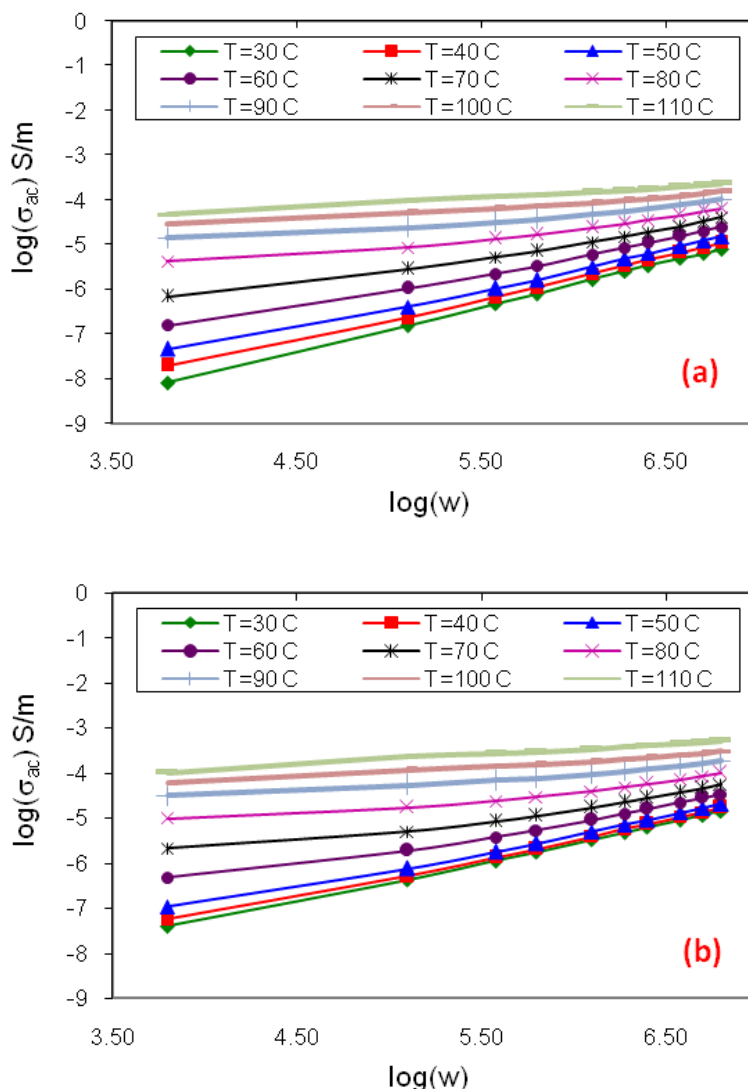 0
-1
-2
-3
-4
-5
-6
-7
-8
-9
log(σac) S/m
T=30 C T=40 C T=50 C
T=60 C T=70 C T=80 C
T=90 C T=100 C T=110 C
(a)
3.50 4.50 5.50 6.50
log(w)
0
-1
-2
-3
-4
-5
-6
-7
-8
-9
log(σac) S/m
T=30 C T=40 C T=50 C
T=60 C T=70 C T=80 C
T=90 C T=100 C T=110 C
(b)
3.50 4.50 5.50 6.50
log(w)